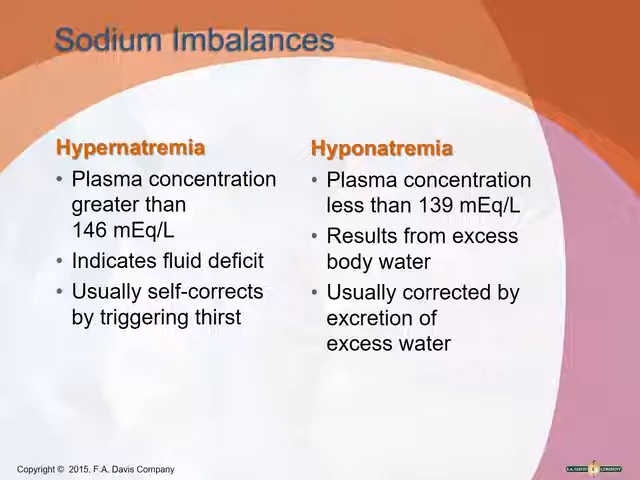 Sodium Imbalances
Hypernatremia
• Plasma concentration
greater than
146 mEq/L
• Indicates fluid deficit
• Usually self-corrects
by triggering thirst
Hyponatremia
• Plasma concentration
less than 139 mEq/L
• Results from excess
body water
• Usually corrected by
excretion of
excess water
Copyright © 2015. F.A. Davis Company
F.A. DAVIS COMPANY